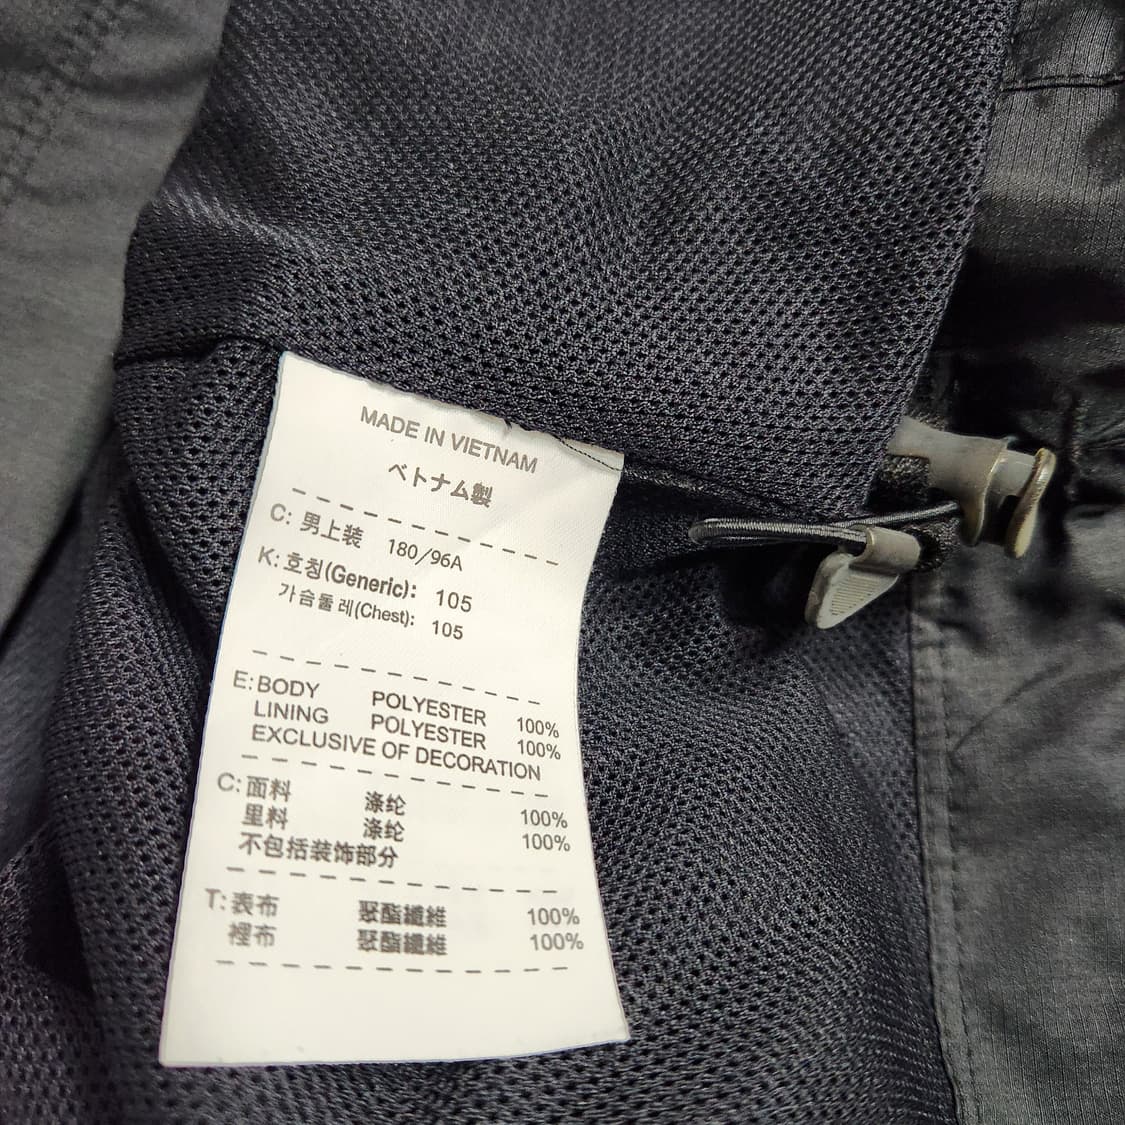 MADE IN VIETNAM
ベトナム製
C: 男上装 180/96A
K: 호칭(Generic): 105
가슴둘레(Chest): 105
E: BODY POLYESTER 100%
LINING POLYESTER 100%
EXCLUSIVE OF DECORATION
C: 面料 涤纶 100%
里料 涤纶 100%
不包括装饰部分
T: 表布 聚酯纖維 100%
裡布 聚酯纖維 100%